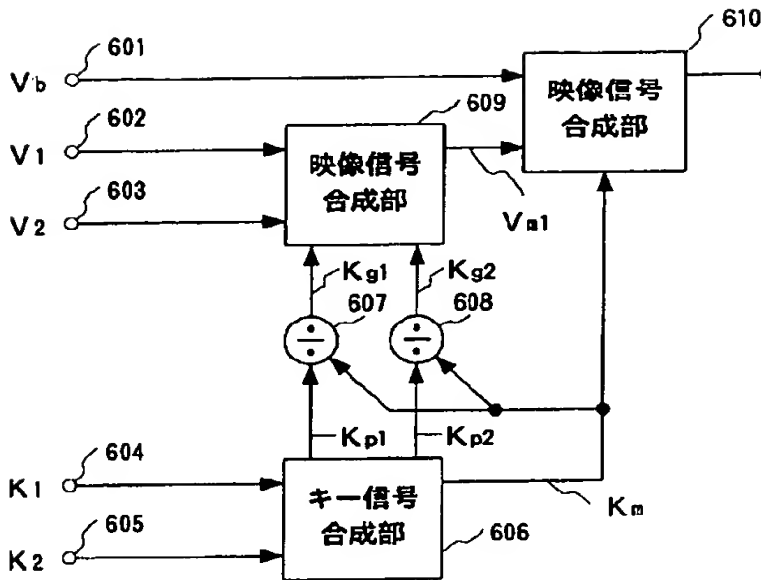 601
610
Vb
602
609
映像信号
合成部
V1
映像信号
合成部
603
V2
Vm1
Kg1
Kg2
607
608
÷
÷
Kp1
Kp2
604
K1
キー信号
合成部
Km
605
606
K2